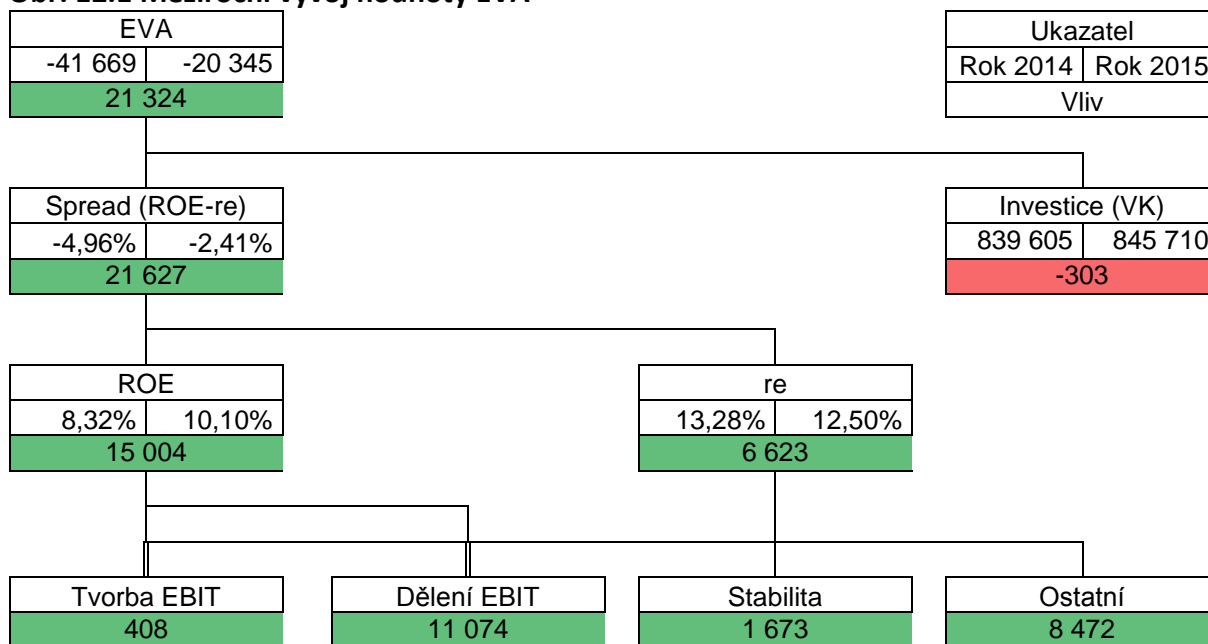 EVA
-41 669 -20 345
21 324
Ukazatel
Rok 2014 Rok 2015
Vliv
Spread (ROE-re)
-4,96% -2,41%
21 627
Investice (VK)
839 605 845 710
-303
ROE
8,32% 10,10%
15 004
re
13,28% 12,50%
6 623
Tvorba EBIT
408
Dělení EBIT
11 074
Stabilita
1 673
Ostatní
8 472